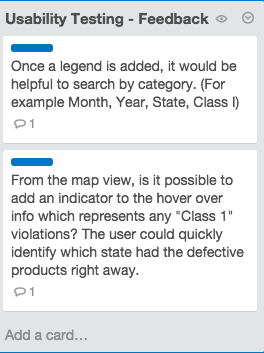 Usability Testing - Feedback
Once a legend is added, it would be
helpful to search by category. (For
example Month, Year, State, Class I)
1
From the map view, is it possible to
add an indicator to the hover over
info which represents any "Class 1"
violations? The user could quickly
identify which state had the defective
products right away.
1
Add a card...